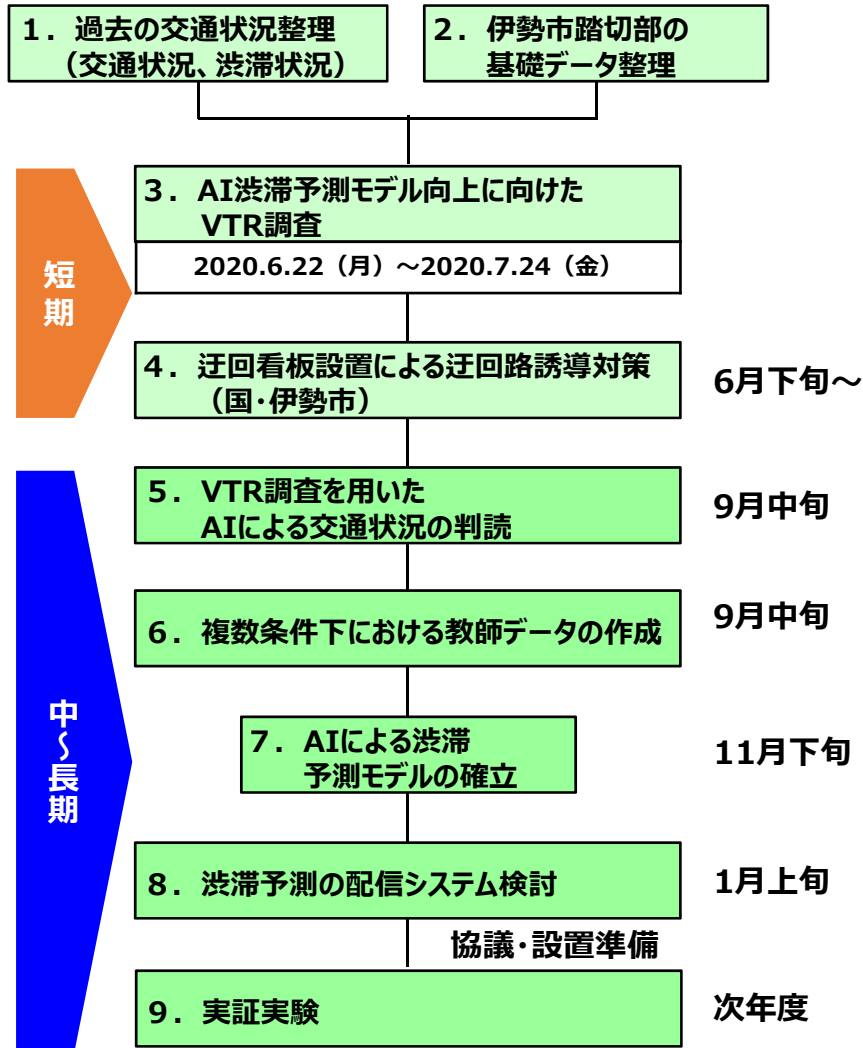 1．過去の交通状況整理
（交通状況、渋滞状況）
2．伊勢市踏切部の
基礎データ整理
短期
3．AI渋滞予測モデル向上に向けた
VTR調査
2020.6.22（月）～2020.7.24（金）
4．迂回看板設置による迂回路誘導対策
（国・伊勢市）
6月下旬～
中～長期
5．VTR調査を用いた
AIによる交通状況の判読
9月中旬
6．複数条件下における教師データの作成
9月中旬
7．AIによる渋滞
予測モデルの確立
11月下旬
8．渋滞予測の配信システム検討
1月上旬
協議・設置準備
9．実証実験
次年度